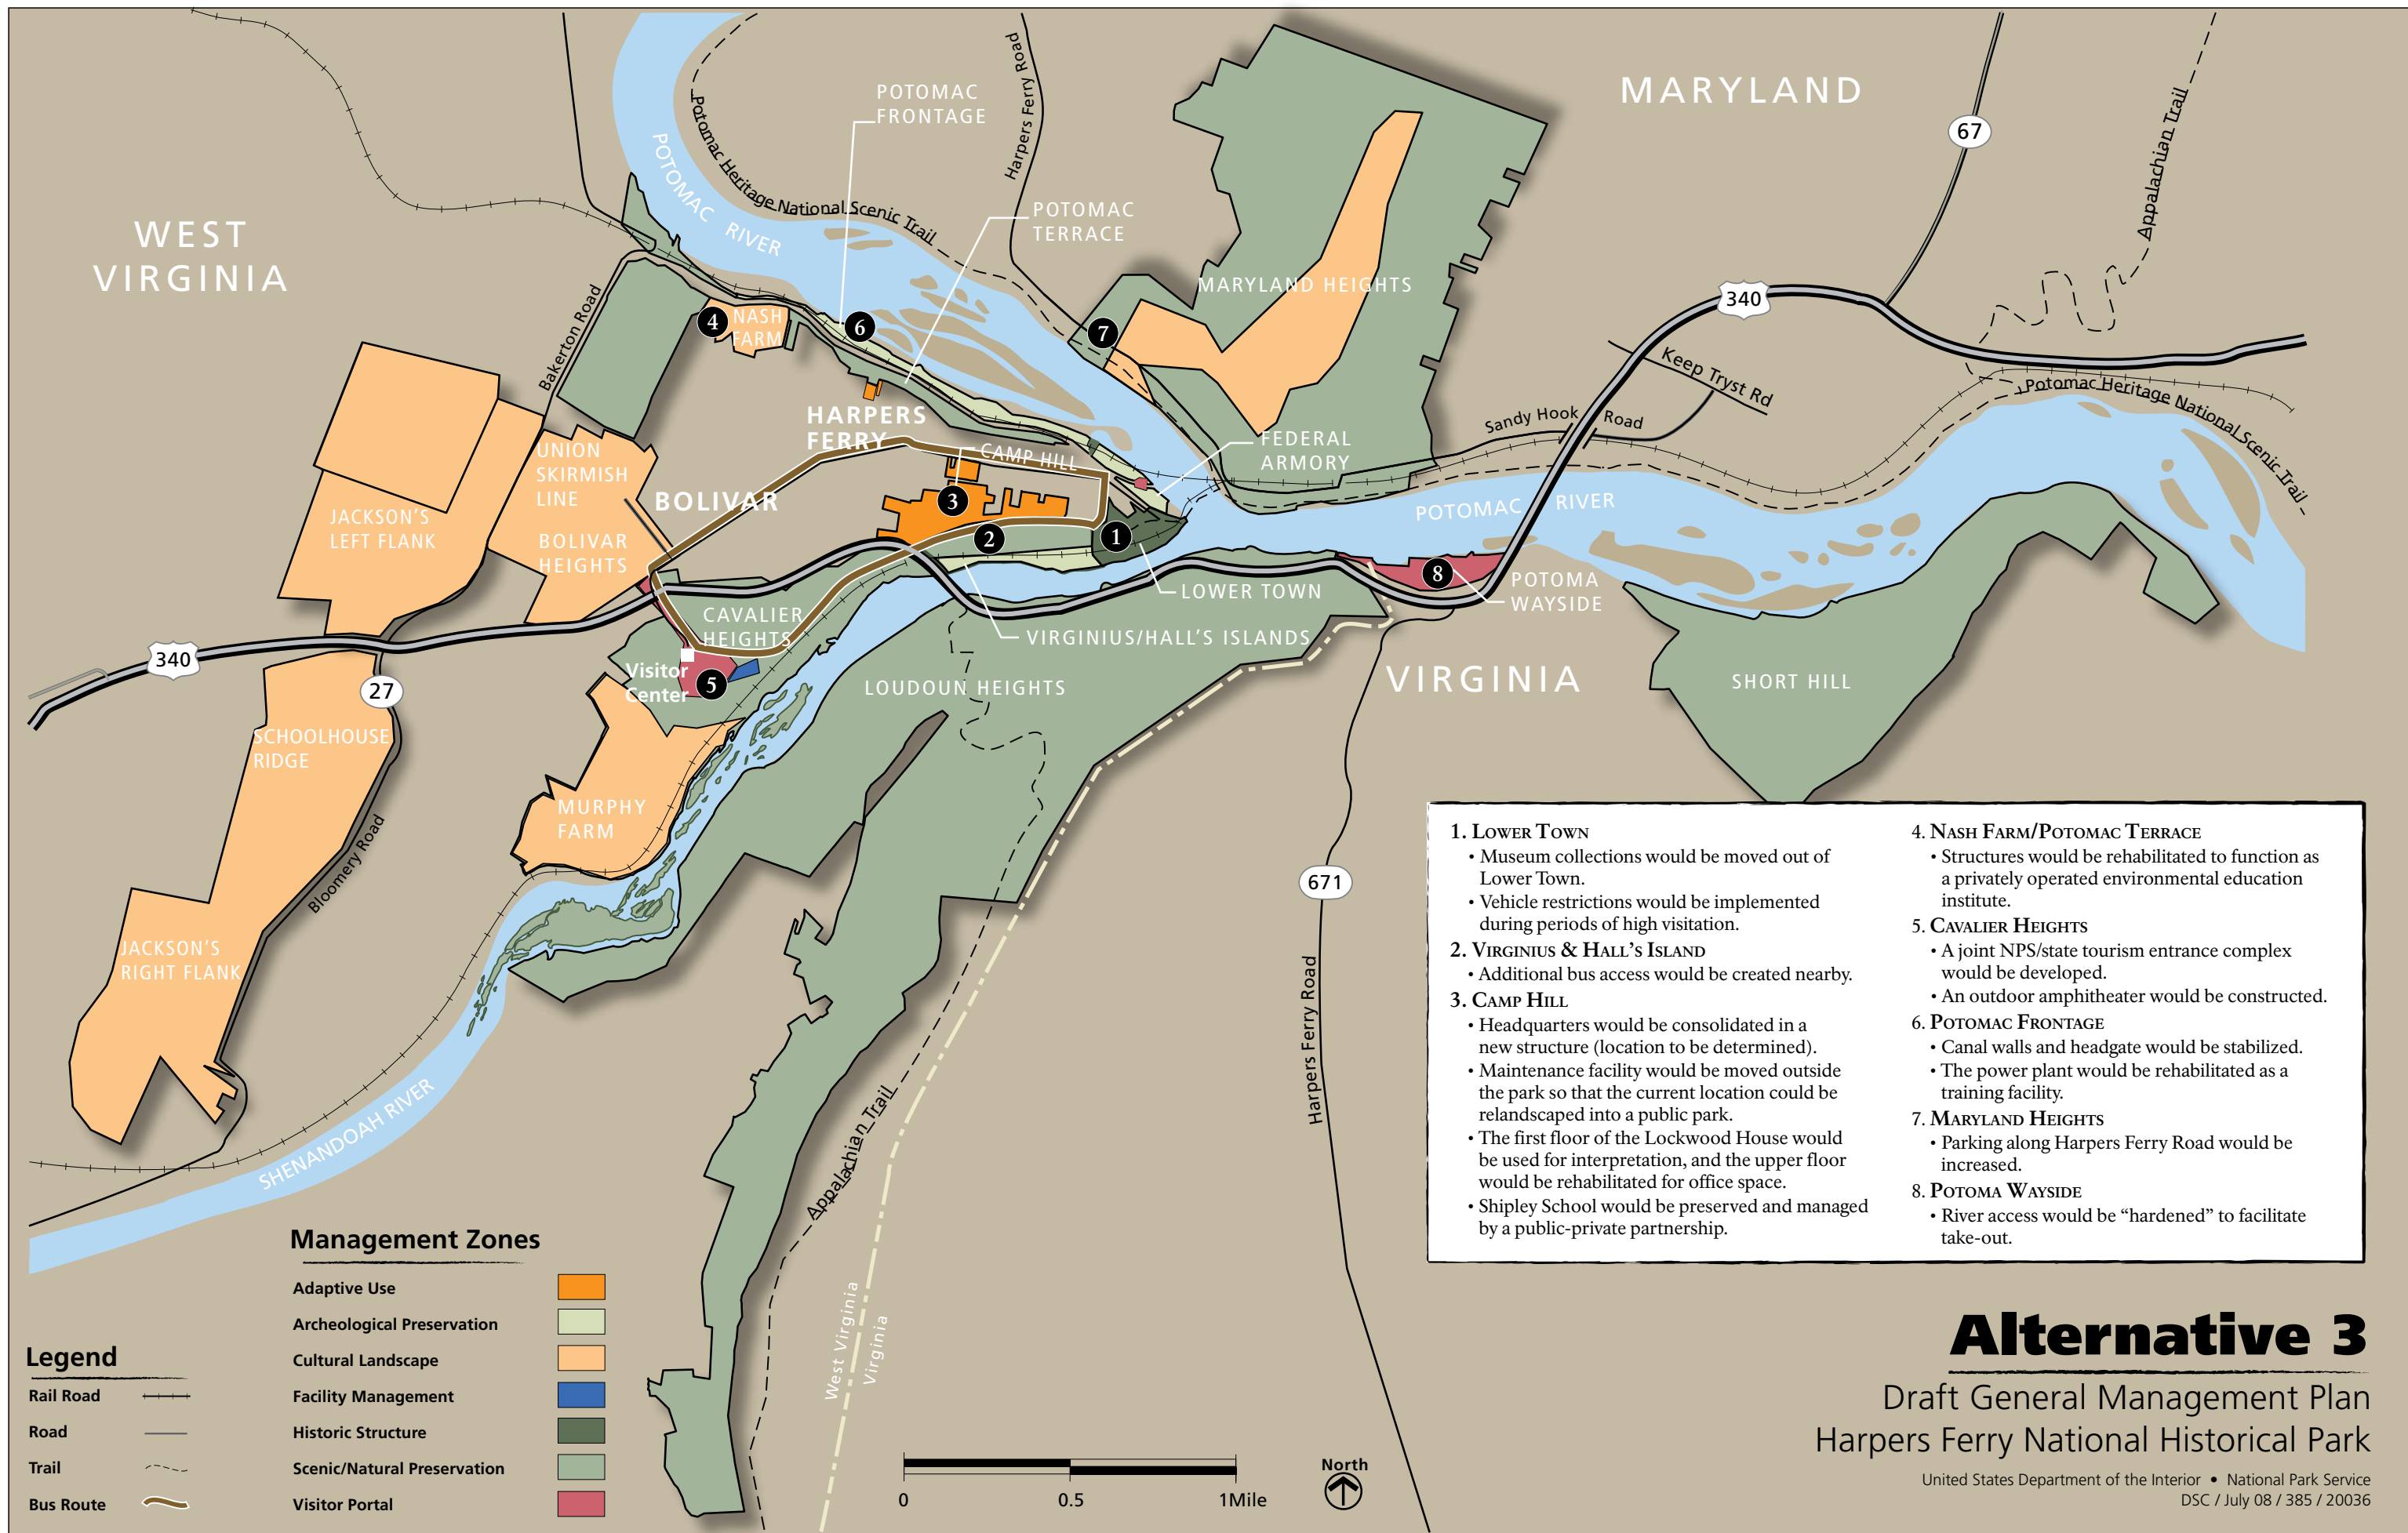 POTOMAC
FRONTAGE
Harpers Ferry Road
MARYLAND
67
Appalachian Trail
POTOMAC RIVER
Potomac Heritage National Scenic Trail
POTOMAC
TERRACE
WEST
VIRGINIA
MARYLAND HEIGHTS
340
Bakerton Road
4
NASH
FARM
6
7
Keep Tryst Rd
Potomac Heritage National Scenic Trail
HARPERS
FERRY
Sandy Hook Road
CAMP HILL
FEDERAL
ARMORY
UNION
SKIRMISH
LINE
BOLIVAR
3
POTOMAC RIVER
JACKSON'S
LEFT FLANK
BOLIVAR
HEIGHTS
2
1
8
POTOMA
WAYSIDE
LOWER TOWN
CAVALIER
HEIGHTS
VIRGINIUS/HALL'S ISLANDS
340
27
Visitor
Center
5
LOUDOUN HEIGHTS
VIRGINIA
SHORT HILL
SCHOOLHOUSE
RIDGE
MURPHY
FARM
Bloomery Road
671
JACKSON'S
RIGHT FLANK
Harpers Ferry Road
SHENANDOAH RIVER
Appalachian Trail
West Virginia
Virginia
1. LOWER TOWN
• Museum collections would be moved out of
Lower Town.
• Vehicle restrictions would be implemented
during periods of high visitation.
2. VIRGINIUS & HALL'S ISLAND
• Additional bus access would be created nearby.
3. CAMP HILL
• Headquarters would be consolidated in a
new structure (location to be determined).
• Maintenance facility would be moved outside
the park so that the current location could be
relandscaped into a public park.
• The first floor of the Lockwood House would
be used for interpretation, and the upper floor
would be rehabilitated for office space.
• Shipley School would be preserved and managed
by a public-private partnership.
4. NASH FARM/POTOMAC TERRACE
• Structures would be rehabilitated to function as
a privately operated environmental education
institute.
5. CAVALIER HEIGHTS
• A joint NPS/state tourism entrance complex
would be developed.
• An outdoor amphitheater would be constructed.
6. POTOMAC FRONTAGE
• Canal walls and headgate would be stabilized.
• The power plant would be rehabilitated as a
training facility.
7. MARYLAND HEIGHTS
• Parking along Harpers Ferry Road would be
increased.
8. POTOMA WAYSIDE
• River access would be “hardened” to facilitate
take-out.
Management Zones
Adaptive Use
Archeological Preservation
Cultural Landscape
Facility Management
Historic Structure
Scenic/Natural Preservation
Visitor Portal
Legend
Rail Road
Road
Trail
Bus Route
0 0.5 1Mile
North
Alternative 3
Draft General Management Plan
Harpers Ferry National Historical Park
United States Department of the Interior • National Park Service
DSC / July 08 / 385 / 20036